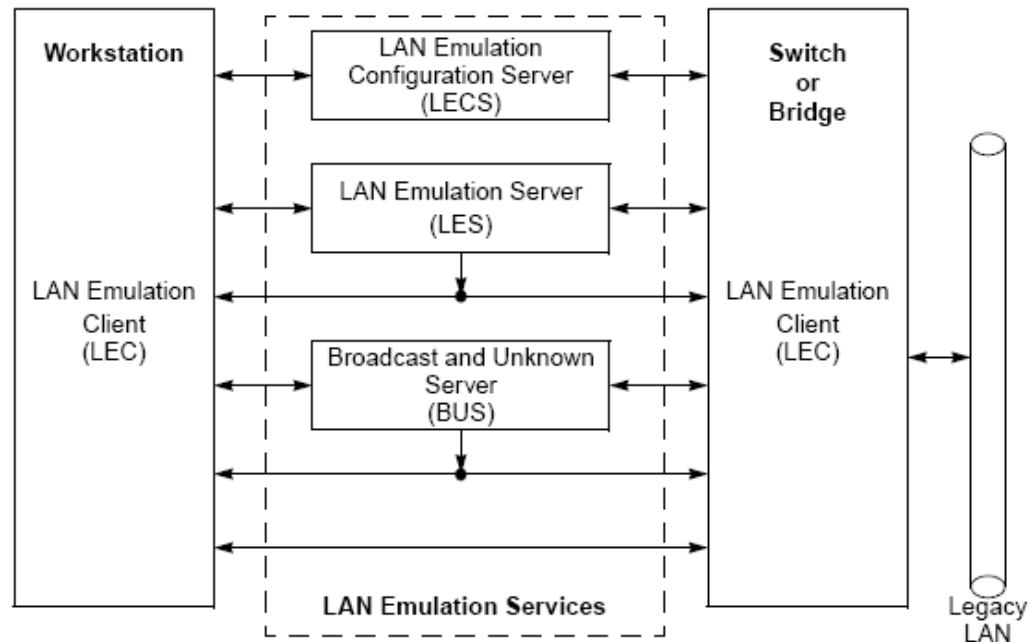 Workstation
LAN Emulation
Client
(LEC)
LAN Emulation
Configuration Server
(LECS)
LAN Emulation Server
(LES)
Broadcast and Unknown
Server
(BUS)
LAN Emulation Services
Switch
or
Bridge
LAN Emulation
Client
(LEC)
Legacy
LAN